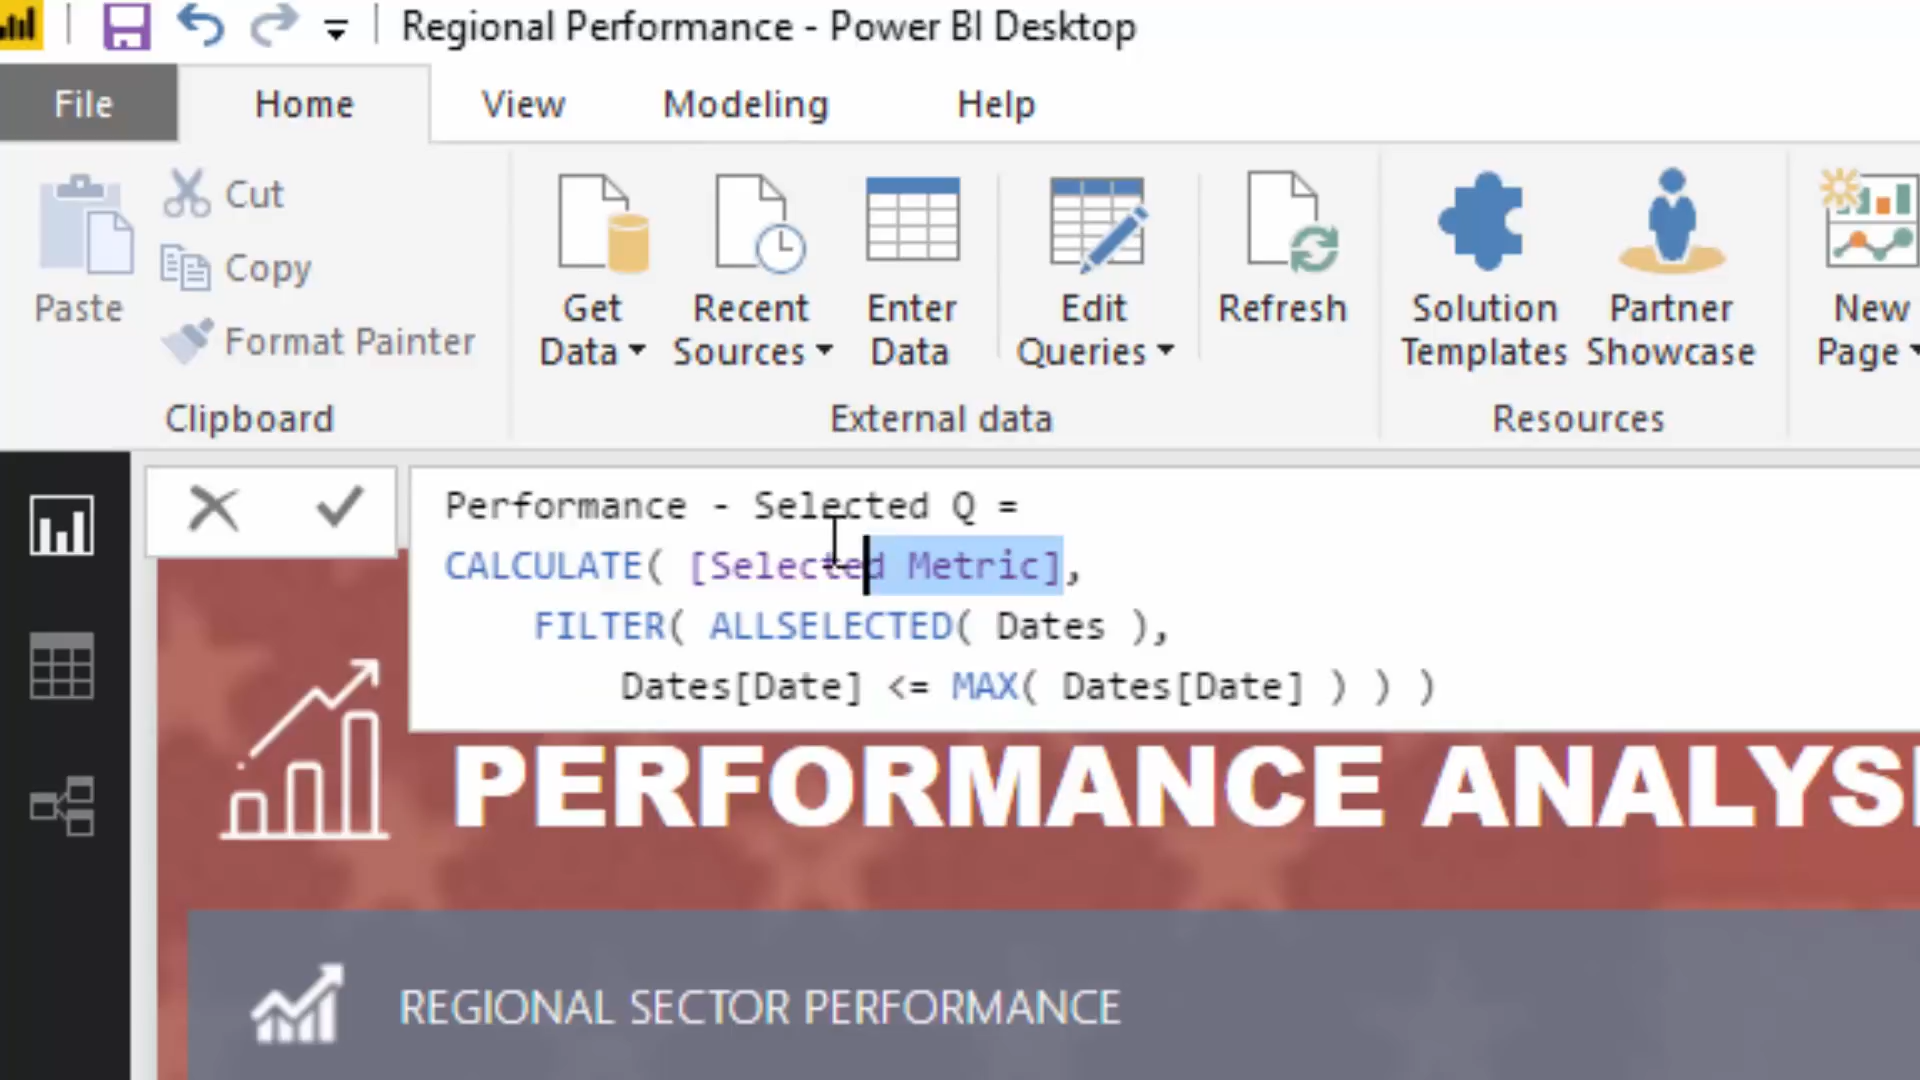 Regional Performance - Power BI Desktop
File Home View Modeling Help
Paste
Cut
Copy
Format Painter
Clipboard
Get Data
Recent Sources
Enter Data
Edit Queries
Refresh
External data
Solution Templates
Partner Showcase
Resources
New Page
Performance - Selected Q =
CALCULATE( [Selected Metric],
FILTER( ALLSELECTED( Dates ),
Dates[Date] <= MAX( Dates[Date] ) ) )
PERFORMANCE ANALYS
REGIONAL SECTOR PERFORMANCE